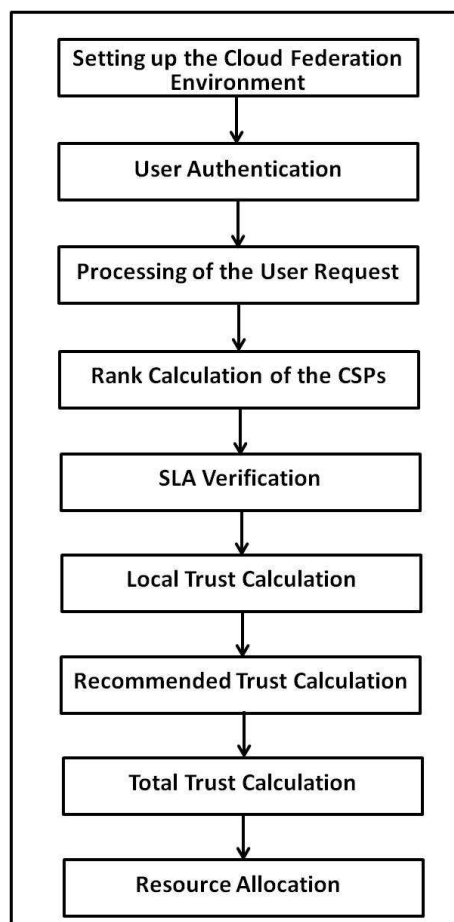 Setting up the Cloud Federation
Environment
User Authentication
Processing of the User Request
Rank Calculation of the CSPs
SLA Verification
Local Trust Calculation
Recommended Trust Calculation
Total Trust Calculation
Resource Allocation